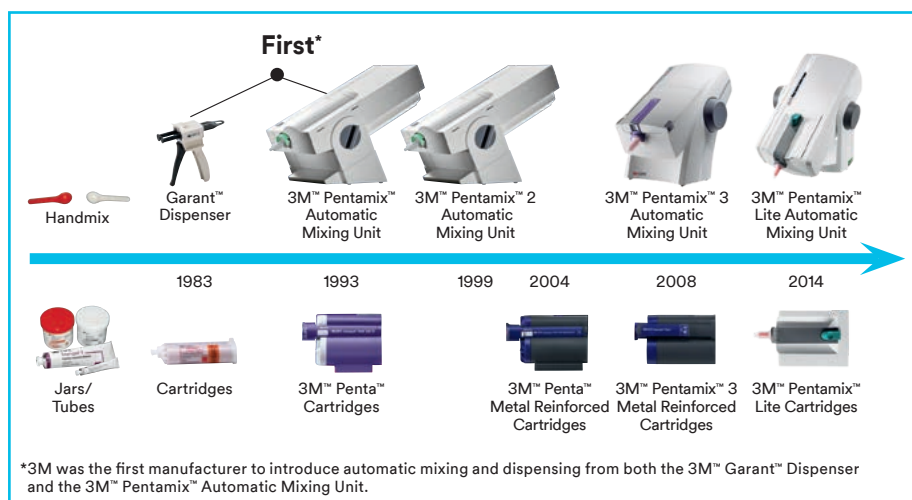 First*
Handmix
Garant™
Dispenser
3M™ Pentamix™
Automatic
Mixing Unit
3M™ Pentamix™ 2
Automatic
Mixing Unit
3M™ Pentamix™ 3
Automatic
Mixing Unit
3M™ Pentamix™
Lite Automatic
Mixing Unit
1983
1993
1999
2004
2008
2014
Jars/
Tubes
Cartridges
3M™ Penta™
Cartridges
3M™ Penta™
Metal Reinforced
Cartridges
3M™ Pentamix™ 3
Metal Reinforced
Cartridges
3M™ Pentamix™
Lite Cartridges
*3M was the first manufacturer to introduce automatic mixing and dispensing from both the 3M™ Garant™ Dispenser
and the 3M™ Pentamix™ Automatic Mixing Unit.